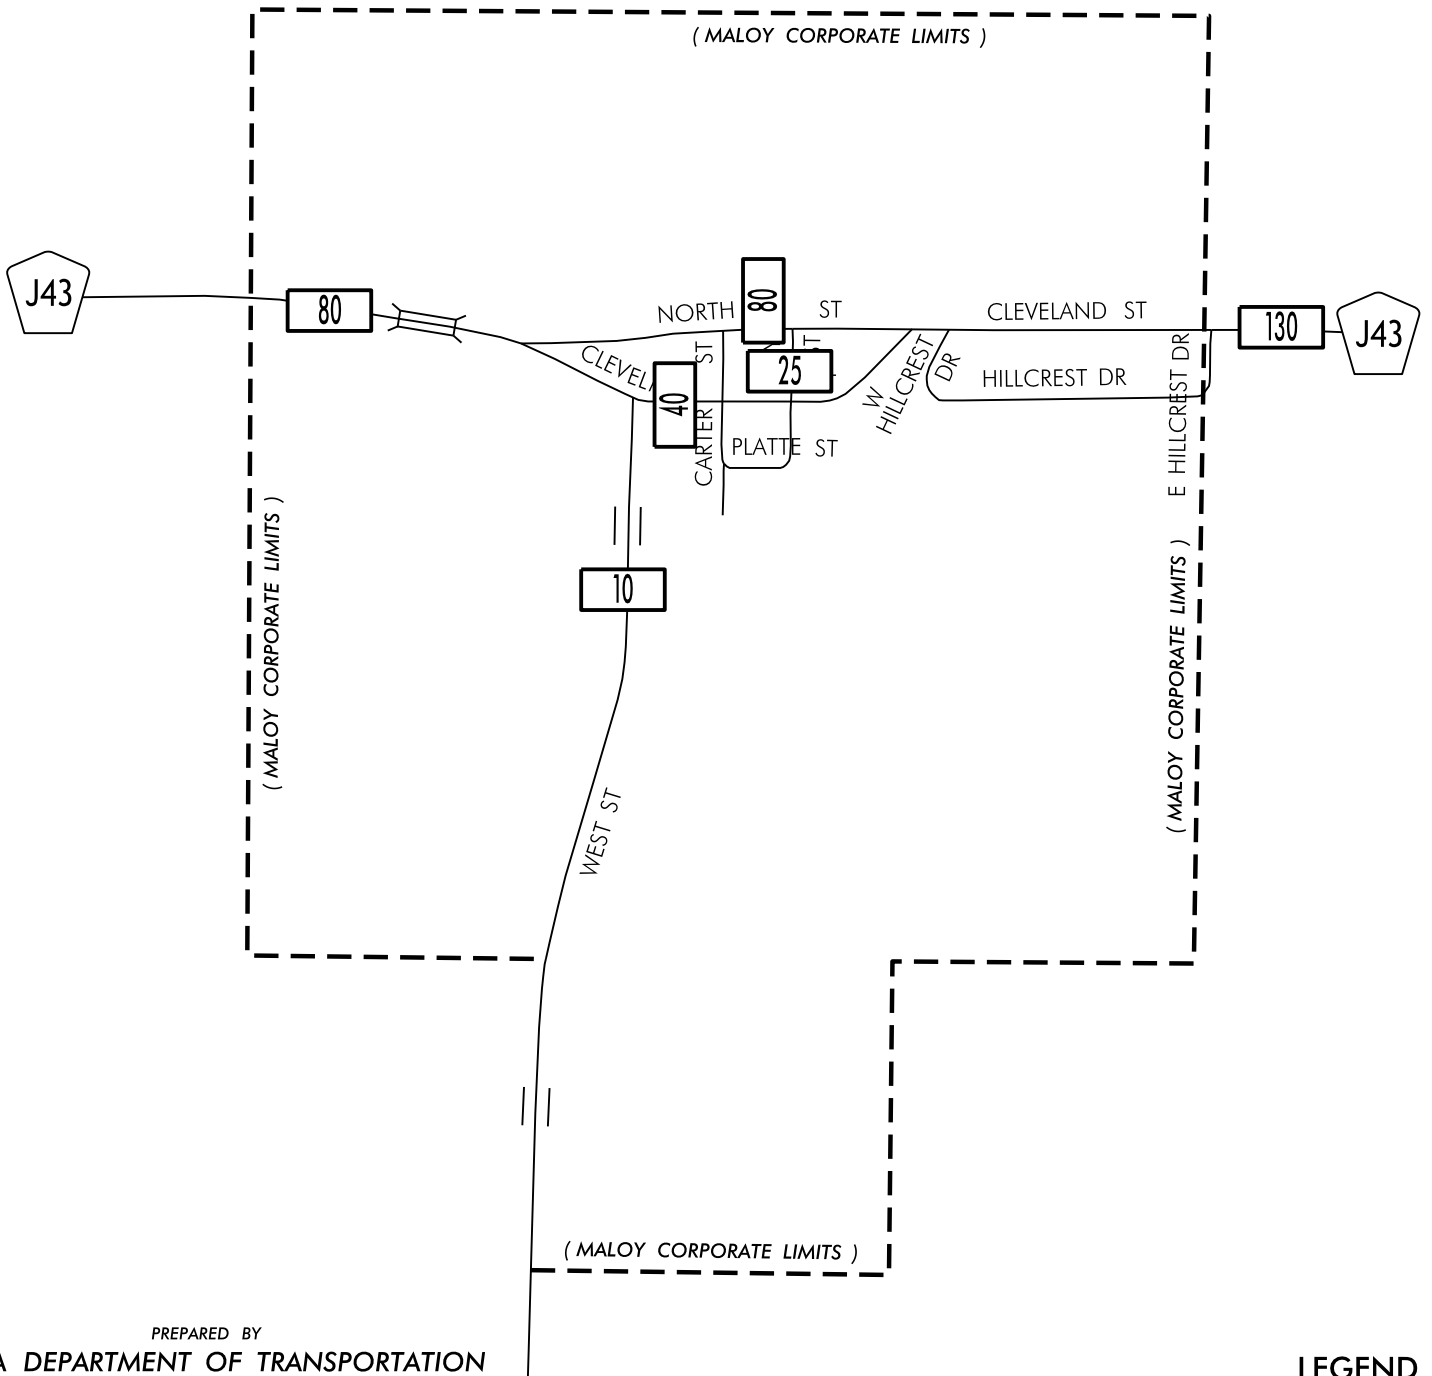 ( MALOY CORPORATE LIMITS )
J43
80
NORTH ST
80
CLEVELAND ST
130
J43
ST
25
40
CARTER ST
W HILLCREST DR
HILLCREST DR
E HILLCREST DR
PLATTE ST
( MALOY CORPORATE LIMITS )
( MALOY CORPORATE LIMITS )
10
WEST ST
( MALOY CORPORATE LIMITS )
PREPARED BY
DEPARTMENT OF TRANSPORTATION
LEGEND